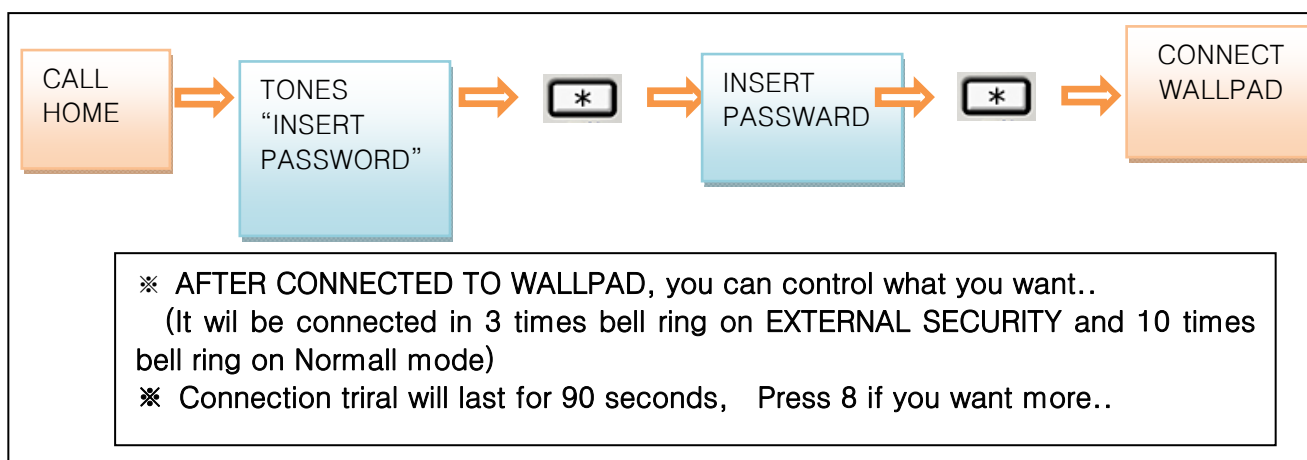 CALL
HOME
TONES
“INSERT
PASSWORD”
*
INSERT
PASSWARD
*
CONNECT
WALLPAD
※ AFTER CONNECTED TO WALLPAD, you can control what you want..
(It wil be connected in 3 times bell ring on EXTERNAL SECURITY and 10 times
bell ring on Normall mode)
※ Connection triral will last for 90 seconds, Press 8 if you want more..